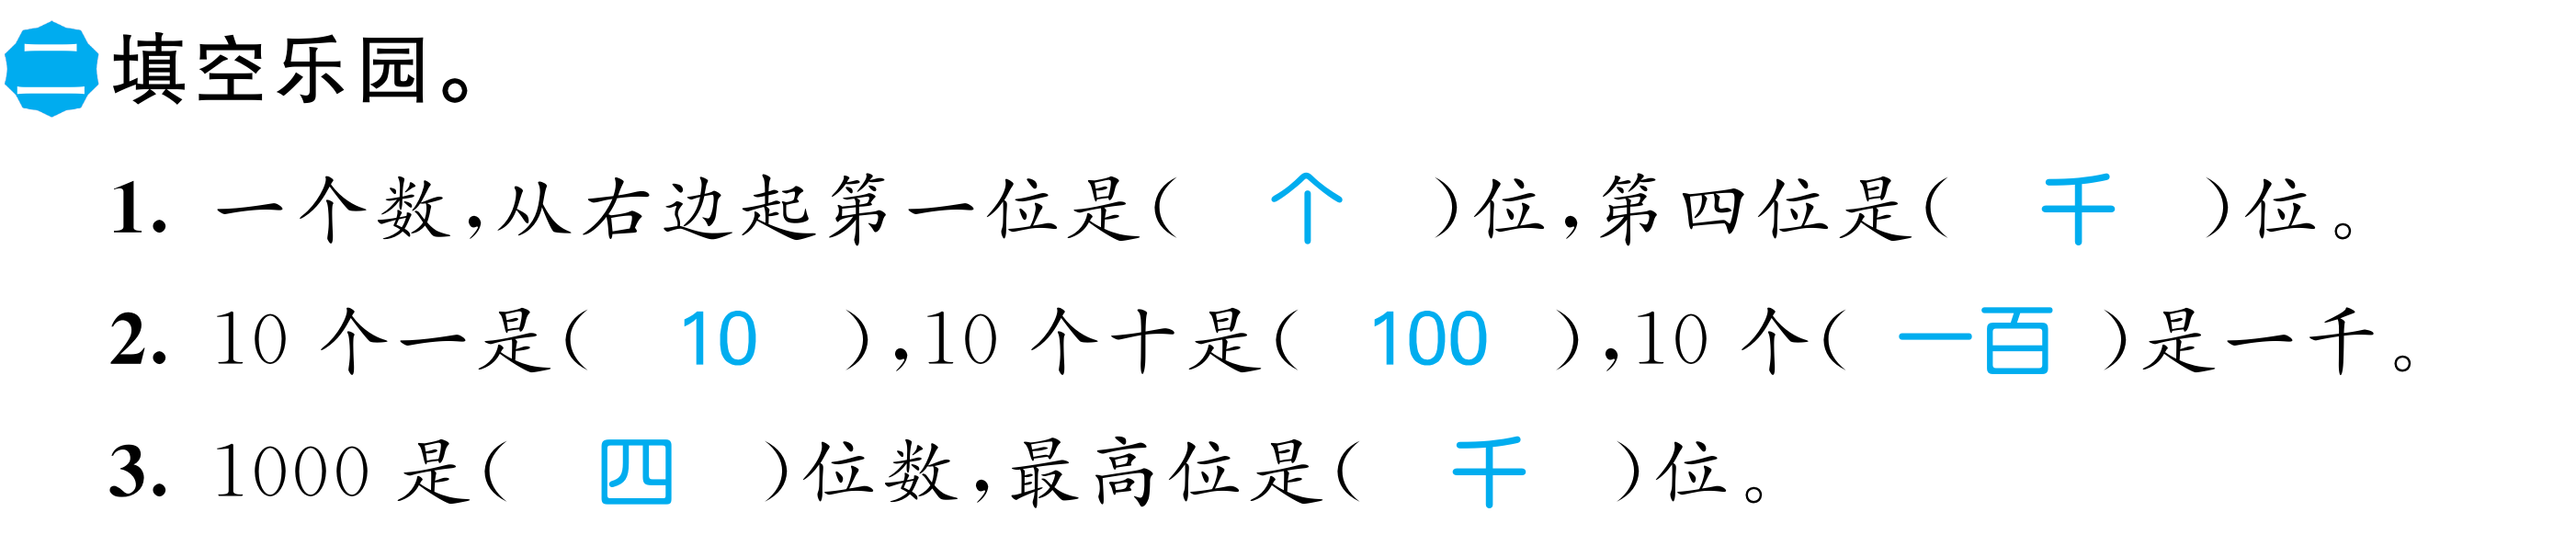 二 填空乐园。
1. 一个数,从右边起第一位是( 个 )位,第四位是( 千 )位。
2. 10 个一是( 10 ),10 个十是( 100 ),10 个( 一百 )是一千。
3. 1000 是( 四 )位数,最高位是( 千 )位。